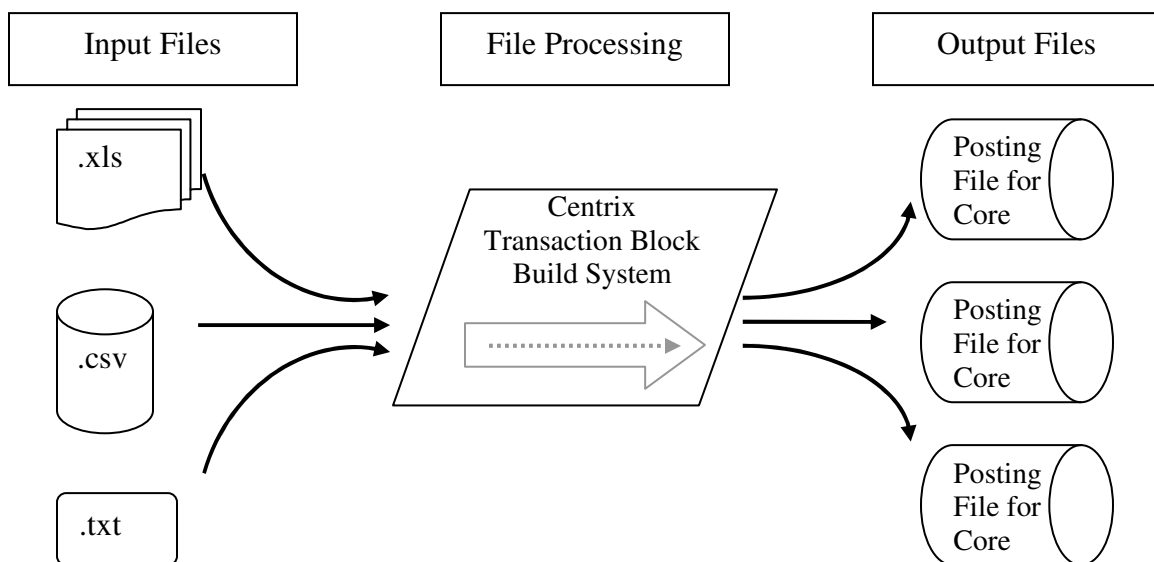 Input Files
File Processing
Output Files
.xls
.csv
.txt
Centrix
Transaction Block
Build System
Posting
File for
Core
Posting
File for
Core
Posting
File for
Core